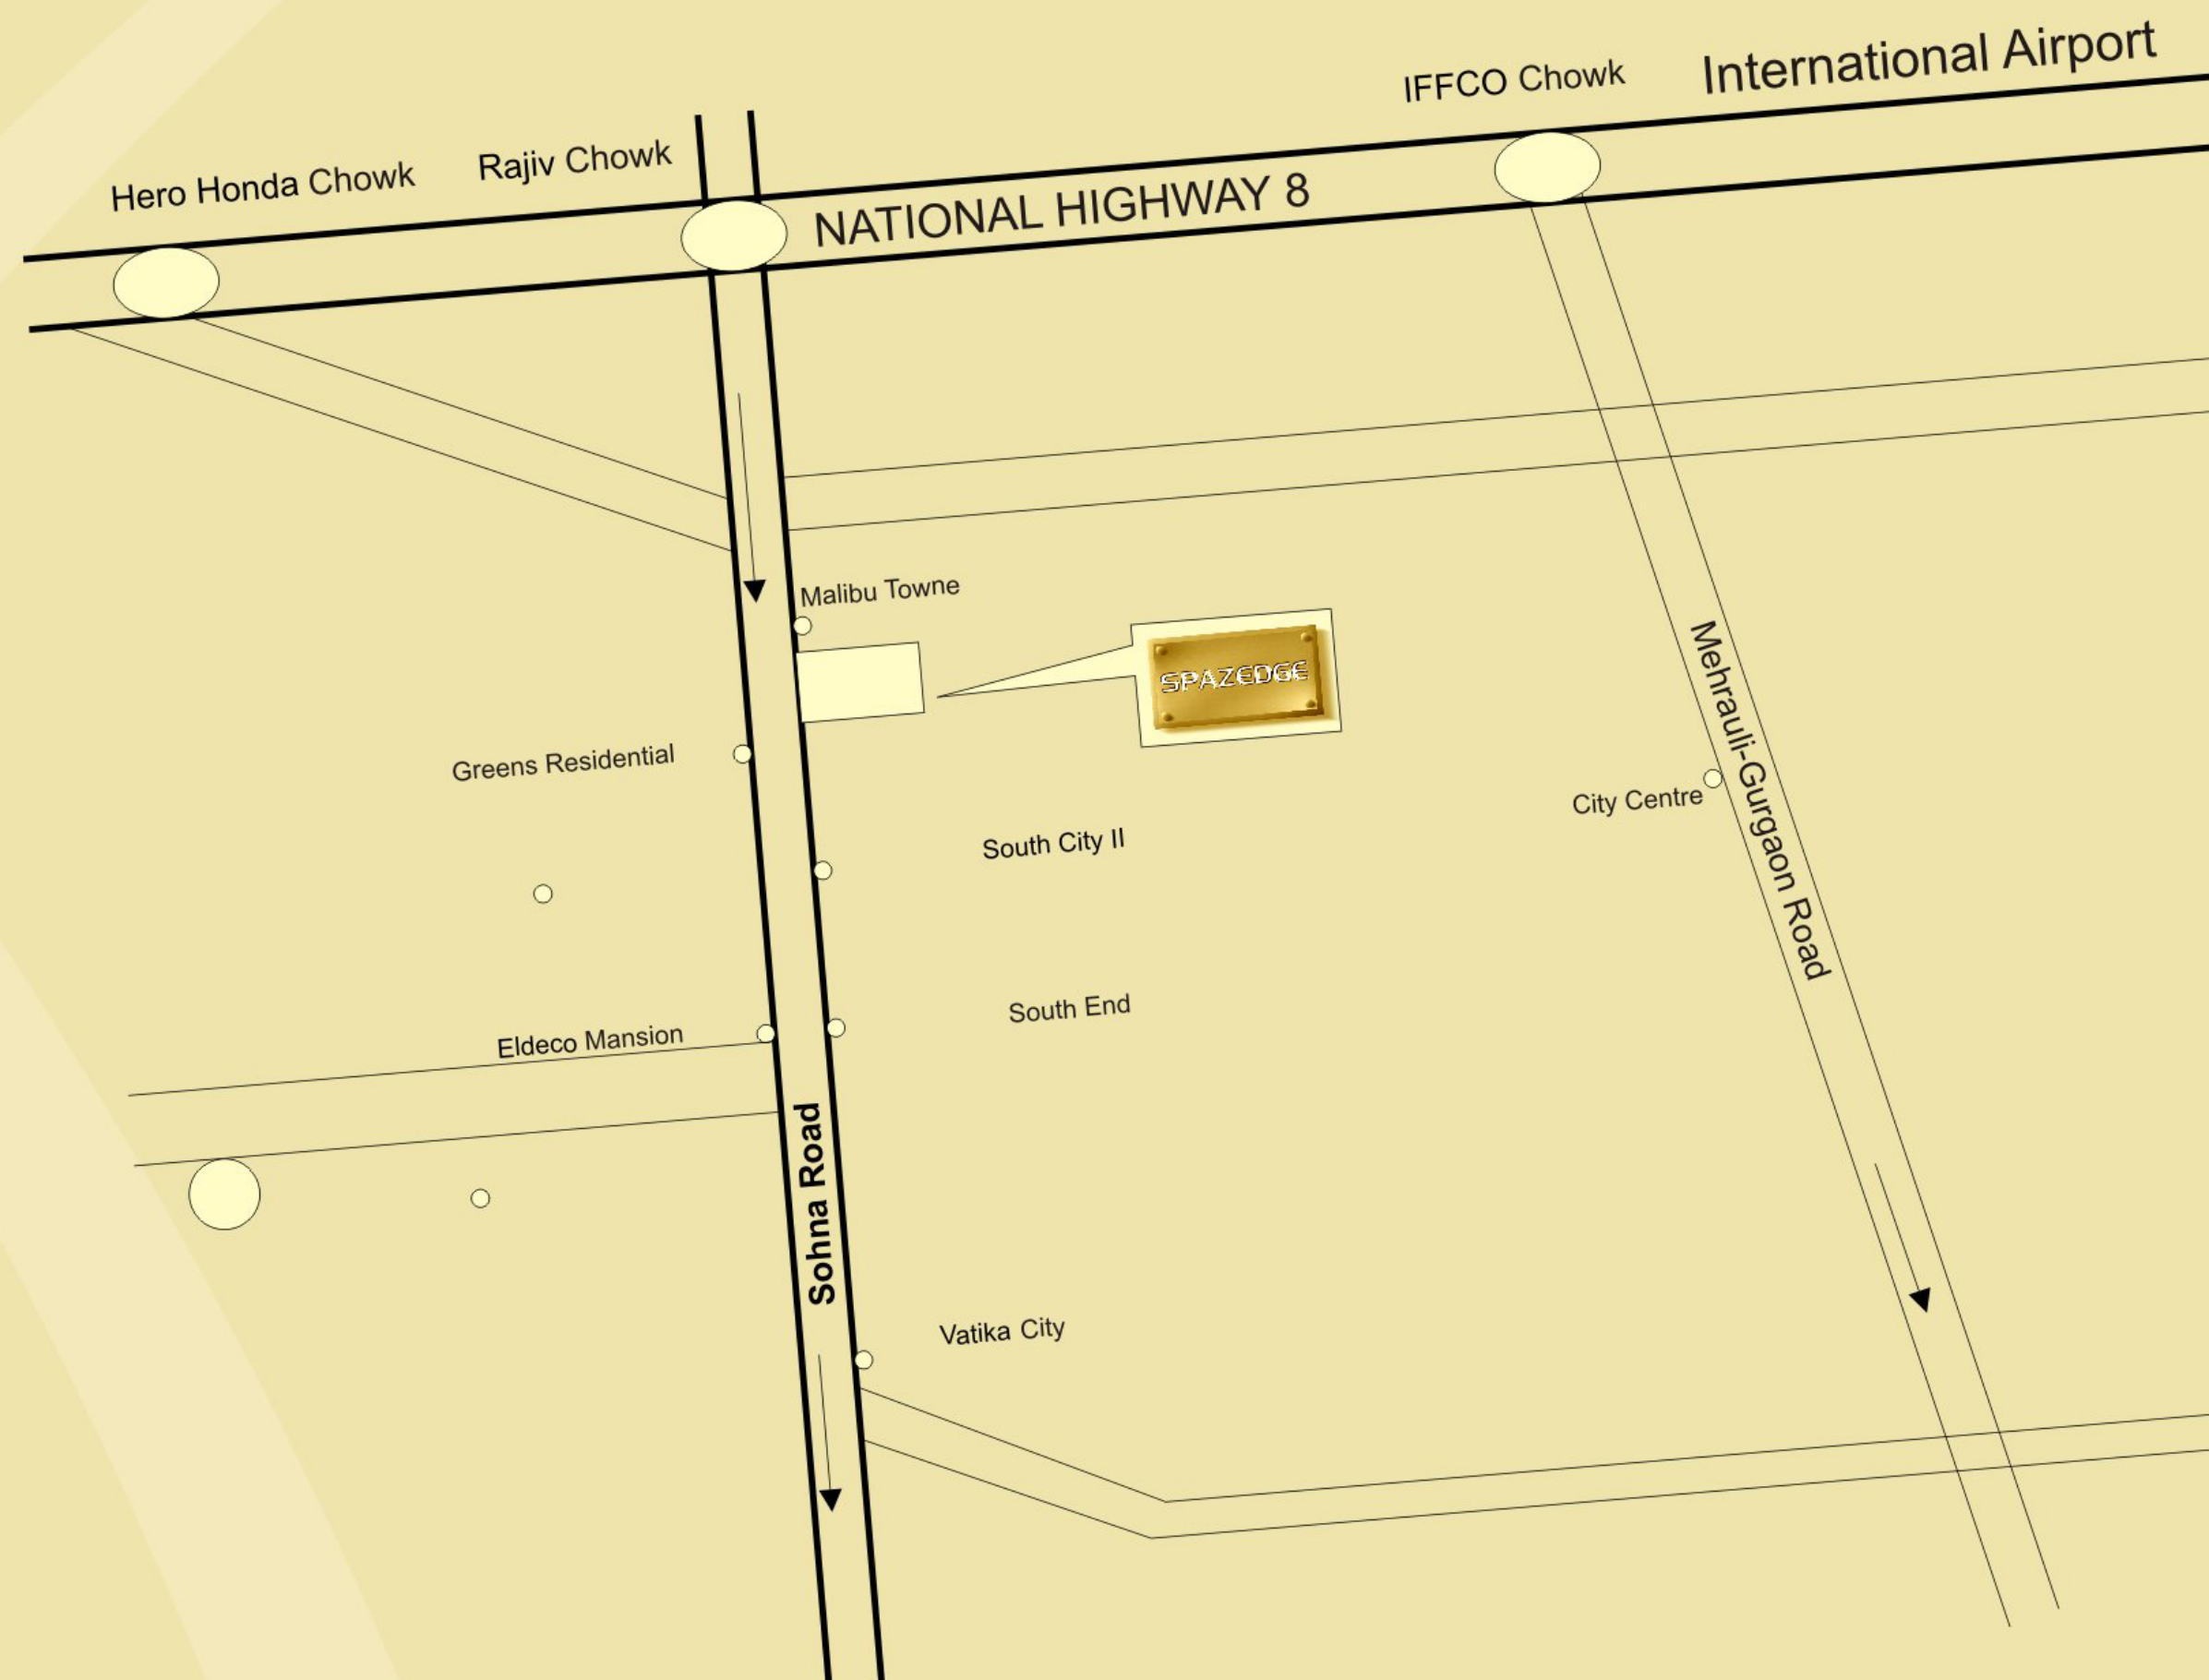 International Airport
IFFCO Chowk
Rajiv Chowk
Hero Honda Chowk
NATIONAL HIGHWAY 8
Malibu Towne
SPAZEDGE
Mehrauli-Gurgaon Road
Greens Residential
City Centre
South City II
South End
Eldeco Mansion
Sohna Road
Vatika City